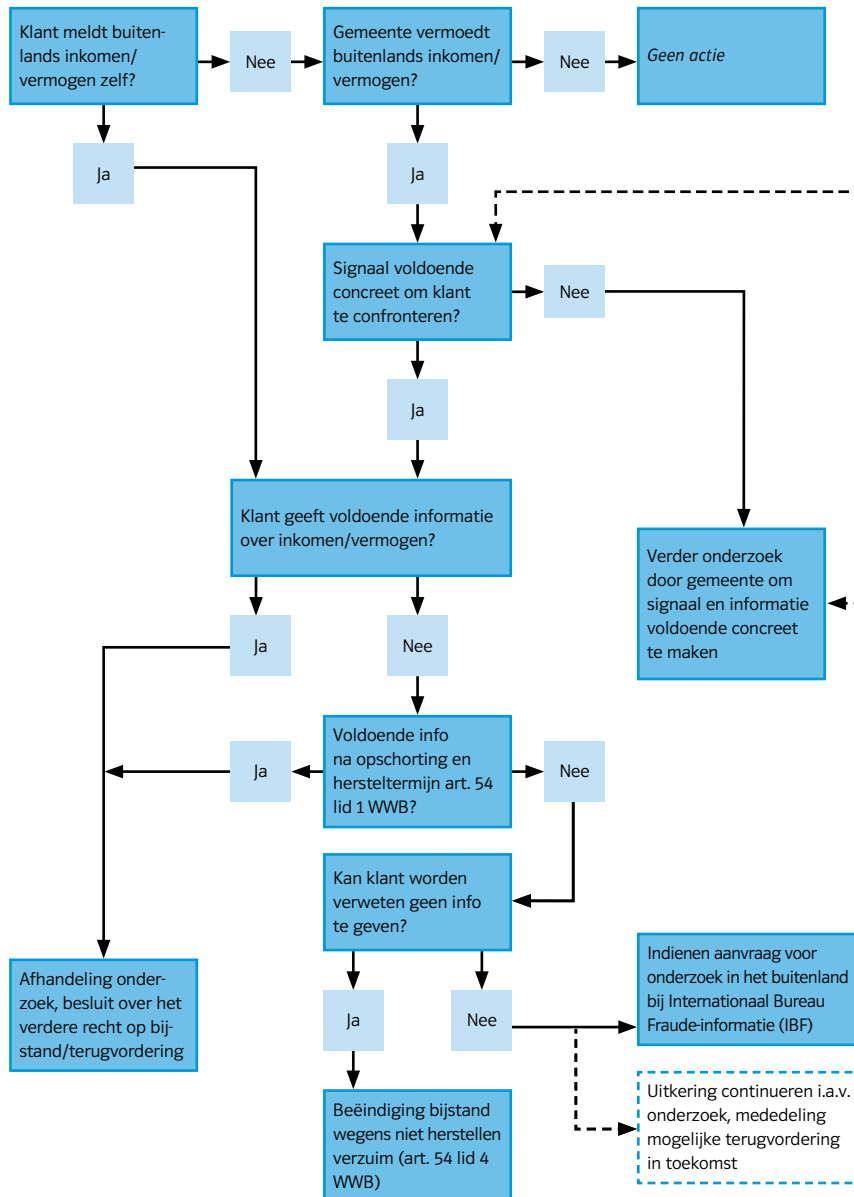 Klant meldt buiten-
lands inkomen/
vermogen zelf?
Nee
Gemeente vermoedt
buitenlands inkomen/
vermogen?
Nee
Geen actie
Ja
Ja
Signaal voldoende
concreet om klant
te confronteren?
Nee
Ja
Klant geeft voldoende informatie
over inkomen/vermogen?
Verder onderzoek
door gemeente om
signaal en informatie
voldoende concreet
te maken
Ja
Nee
Ja
Voldoende info
na opschorting en
hersteltermijn art. 54
lid 1 WWB?
Nee
Kan klant worden
verweten geen info
te geven?
Afhandeling onder-
zoek, besluit over het
verdere recht op bij-
stand/terugvordering
Ja
Nee
Indienen aanvraag voor
onderzoek in het buitenland
bij Internationaal Bureau
Fraude-informatie (IBF)
Beëindiging bijstand
wegens niet herstellen
verzuim (art. 54 lid 4
WWB)
Uitkering continueren i.a.v.
onderzoek, mededeling
mogelijke terugvordering
in toekomst